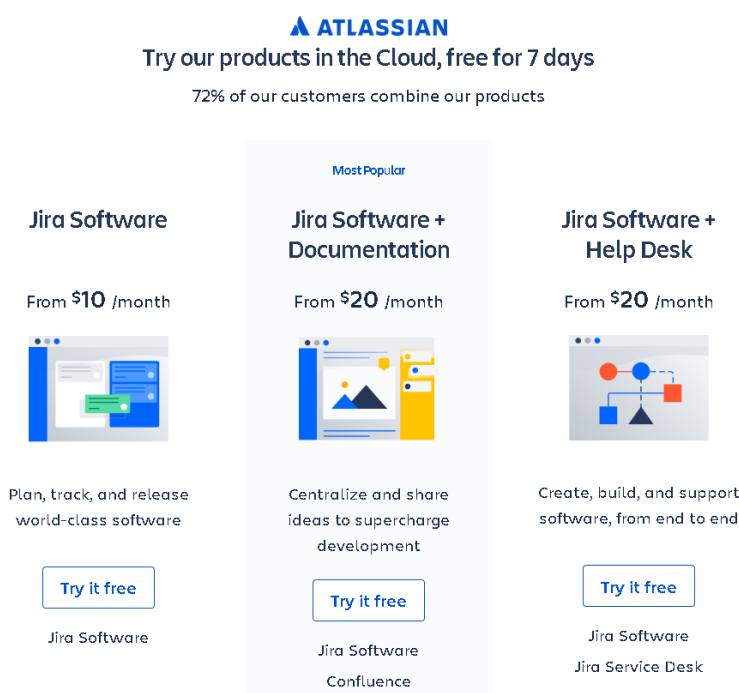 ATLASSIAN
Try our products in the Cloud, free for 7 days
72% of our customers combine our products
Jira Software
From $10 /month
Plan, track, and release
world-class software
Try it free
Jira Software
Most Popular
Jira Software +
Documentation
From $20 /month
Centralize and share
ideas to supercharge
development
Try it free
Jira Software
Confluence
Jira Software +
Help Desk
From $20 /month
Create, build, and support
software, from end to end
Try it free
Jira Software
Jira Service Desk